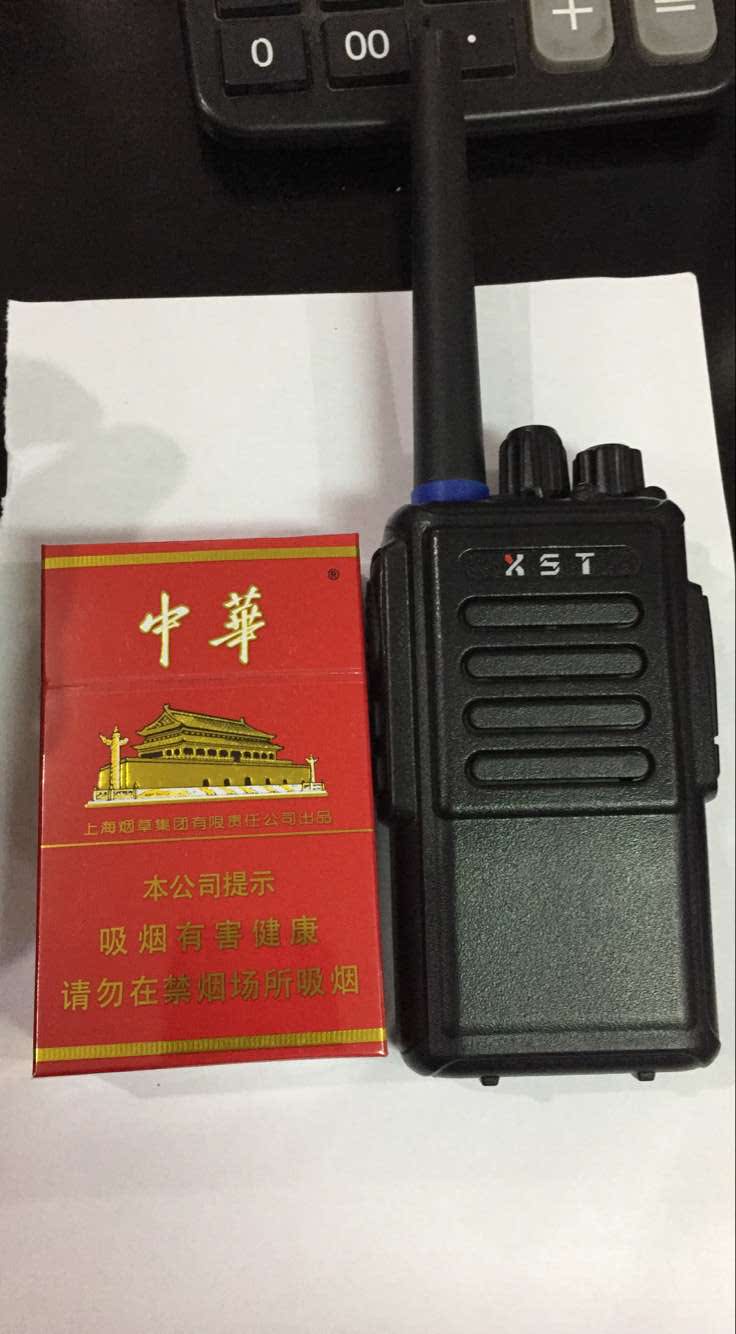 0 00 · + =
XST
中華 ®
上海烟草集团有限责任公司出品
本公司提示
吸烟有害健康
请勿在禁烟场所吸烟